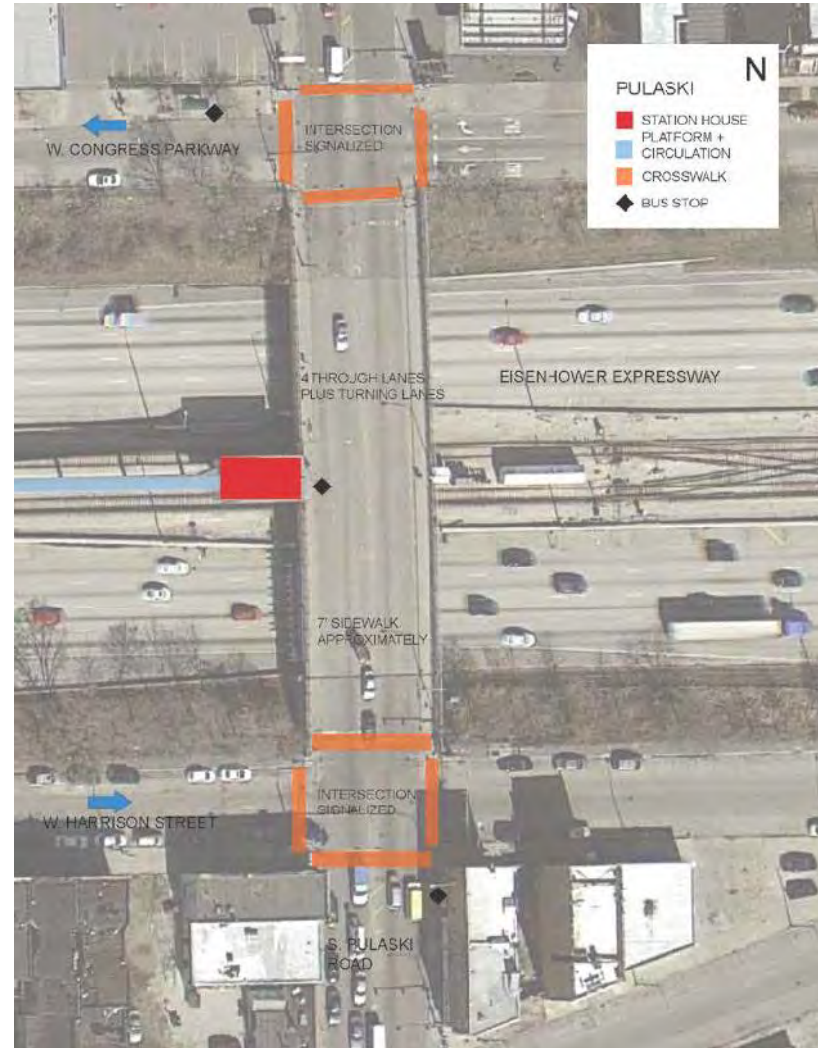 N
PULASKI
STATION HOUSE
PLATFORM +
CIRCULATION
CROSSWALK
BUS STOP
INTERSECTION
SIGNALIZED
W. CONGRESS PARKWAY
4 THROUGH LANES
PLUS TURNING LANES
EISENHOWER EXPRESSWAY
7' SIDEWALK
APPROXIMATELY
INTERSECTION
SIGNALIZED
W. HARRISON STREET
S. PULASKI
ROAD